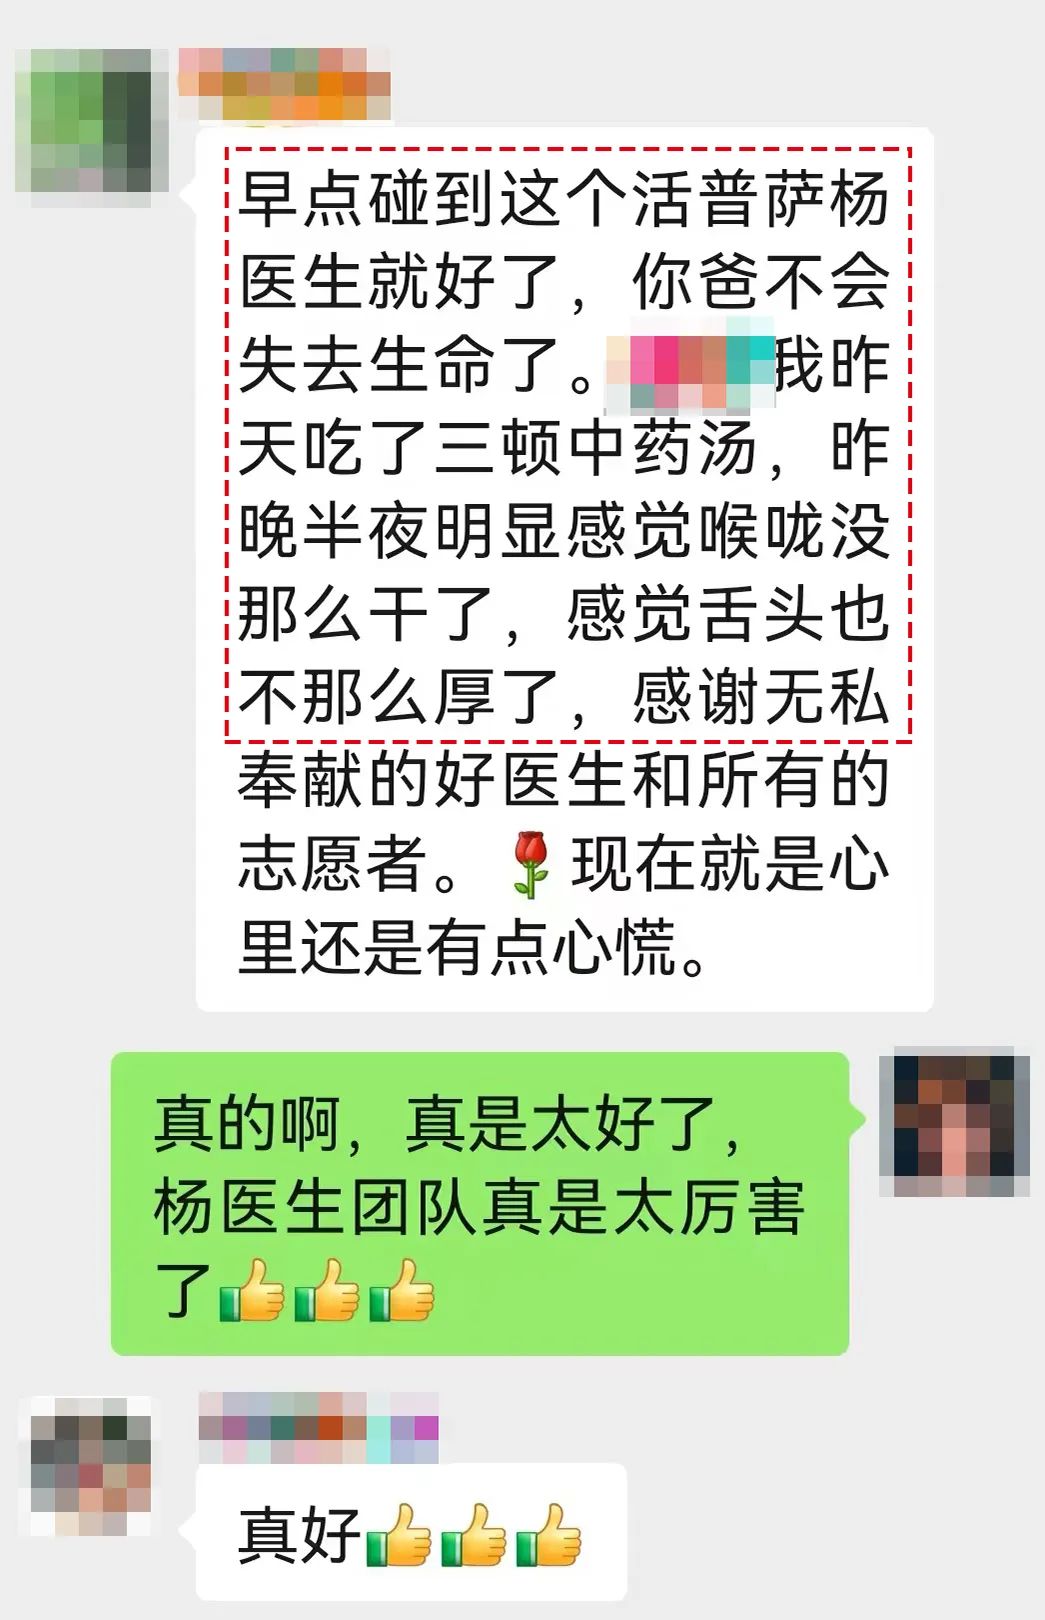 早点碰到这个活普萨杨
医生就好了，你爸不会
失去生命了。我昨
天吃了三顿中药汤，昨
晚半夜明显感觉喉咙没
那么干了，感觉舌头也
不那么厚了，感谢无私
奉献的好医生和所有的
志愿者。🌹现在就是心
里还是有点心慌。
真的啊，真是太好了，
杨医生团队真是太厉害
了👍👍👍
真好👍👍👍